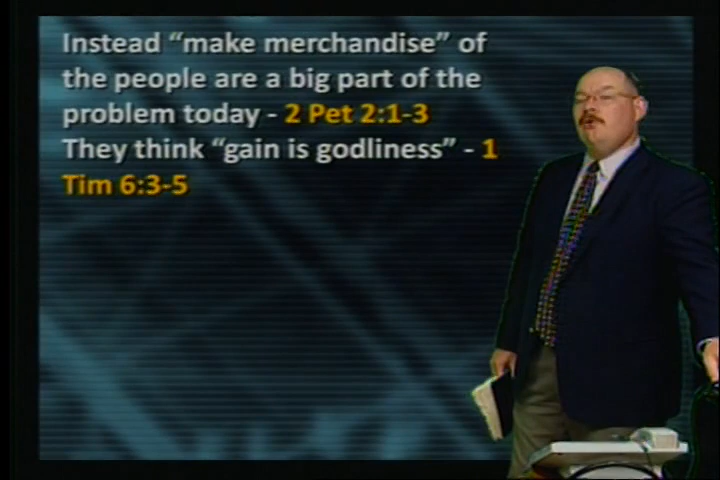 Instead “make merchandise” of
the people are a big part of the
problem today - 2 Pet 2:1-3
They think “gain is godliness” - 1
Tim 6:3-5